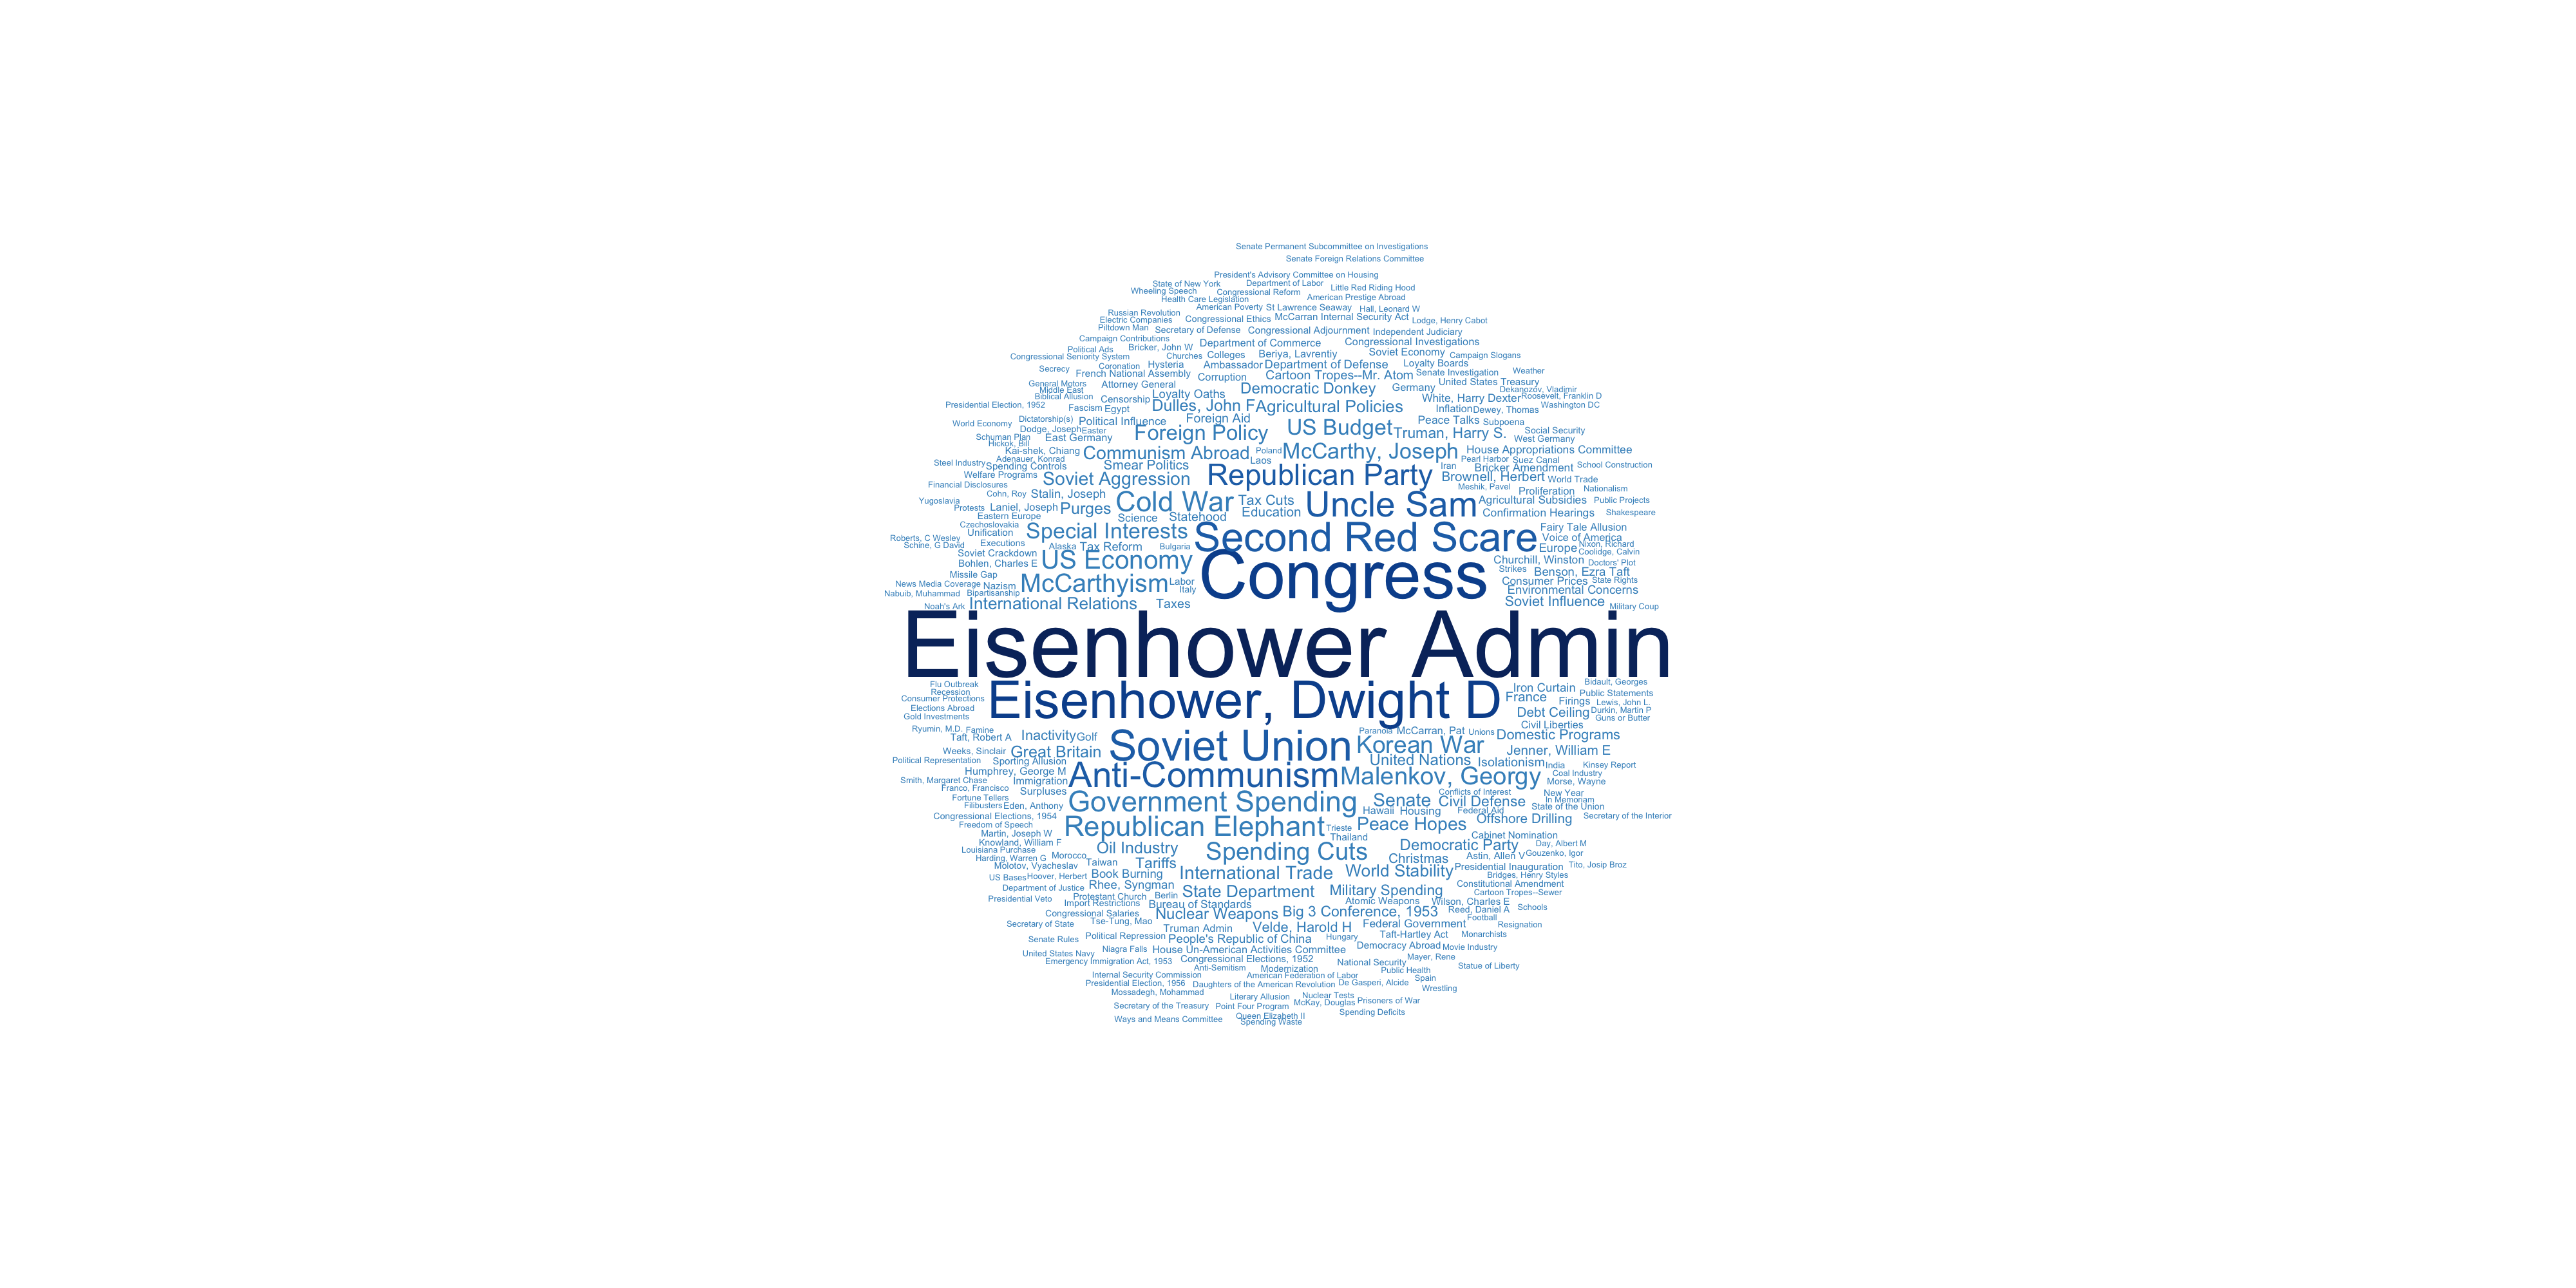 Senate Permanent Subcommittee on Investigations
Senate Foreign Relations Committee
President's Advisory Committee on Housing
State of New York Department of Labor Little Red Riding Hood
Wheeling Speech Congressional Reform American Prestige Abroad
Health Care Legislation
American Poverty St Lawrence Seaway Hall, Leonard W
Russian Revolution McCarran Internal Security Act
Electric Companies Congressional Ethics Lodge, Henry Cabot
Piltdown Man Secretary of Defense Congressional Adjournment Independent Judiciary
Campaign Contributions
Political Ads Bricker, John W Department of Commerce Congressional Investigations
Congressional Seniority System Churches Colleges Beriya, Lavrentiy Soviet Economy Campaign Slogans
Secrecy Coronation Hysteria Ambassador Department of Defense Loyalty Boards
French National Assembly Corruption Cartoon Tropes--Mr. Atom Senate Investigation Weather
General Motors Attorney General Democratic Donkey Germany United States Treasury
Middle East Dekanozov, Vladimir
Biblical Allusion Censorship Loyalty Oaths White, Harry Dexter Roosevelt, Franklin D
Presidential Election, 1952 Fascism Egypt Dulles, John F Agricultural Policies Inflation Dewey, Thomas Washington DC
World Economy Dictatorship(s) Political Influence Foreign Aid Peace Talks Subpoena
Dodge, Joseph Easter Foreign Policy US Budget Truman, Harry S. Social Security
Schuman Plan East Germany West Germany
Hickok, Bill
Kai-shek, Chiang Communism Abroad Poland McCarthy, Joseph House Appropriations Committee
Adenauer, Konrad Laos Pearl Harbor Suez Canal
Steel Industry Spending Controls Smear Politics Iran Bricker Amendment School Construction
Welfare Programs Soviet Aggression Republican Party Brownell, Herbert World Trade
Financial Disclosures Meshik, Pavel Proliferation Nationalism
Cohn, Roy Stalin, Joseph
Yugoslavia Cold War Tax Cuts Uncle Sam Agricultural Subsidies Public Projects
Protests Laniel, Joseph Purges Education Confirmation Hearings Shakespeare
Eastern Europe Science Statehood
Czechoslovakia Special Interests Second Red Scare Fairy Tale Allusion
Unification Voice of America
Roberts, C Wesley Executions Alaska Tax Reform Bulgaria Europe Nixon, Richard
Schine, G David Coolidge, Calvin
Soviet Crackdown US Economy Congress Churchill, Winston Doctors' Plot
Bohlen, Charles E Strikes Benson, Ezra Taft
Missile Gap McCarthyism Labor Consumer Prices State Rights
News Media Coverage Nazism Italy Environmental Concerns
Nabuib, Muhammad Bipartisanship
Noah's Ark International Relations Taxes Soviet Influence Military Coup
Eisenhower Admin
Flu Outbreak Iron Curtain Bidault, Georges
Recession Eisenhower, Dwight D France Public Statements
Consumer Protections Firings Lewis, John L.
Elections Abroad Debt Ceiling Durkin, Martin P
Gold Investments Guns or Butter
Civil Liberties
Ryumin, M.D. Famine Paranoia McCarran, Pat Unions
Taft, Robert A Inactivity Golf Soviet Union Korean War Domestic Programs
Weeks, Sinclair Great Britain Jenner, William E
Political Representation Sporting Allusion United Nations Isolationism India Kinsey Report
Humphrey, George M Anti-Communism Malenkov, Georgy Coal Industry
Smith, Margaret Chase Immigration Morse, Wayne
Franco, Francisco Surpluses Conflicts of Interest New Year
Fortune Tellers Government Spending Senate Civil Defense In Memoriam
Filibusters Eden, Anthony Hawaii Housing Federal Aid State of the Union
Congressional Elections, 1954 Offshore Drilling Secretary of the Interior
Freedom of Speech Republican Elephant Trieste Peace Hopes
Martin, Joseph W Thailand Cabinet Nomination
Knowland, William F Democratic Party Day, Albert M
Louisiana Purchase Oil Industry Spending Cuts
Harding, Warren G Morocco Christmas Astin, Allen V Gouzenko, Igor
Molotov, Vyacheslav Taiwan Tariffs Presidential Inauguration Tito, Josip Broz
US Bases Hoover, Herbert Book Burning International Trade World Stability Bridges, Henry Styles
Department of Justice Rhee, Syngman State Department Military Spending Constitutional Amendment
Presidential Veto Protestant Church Berlin Cartoon Tropes--Sewer
Import Restrictions Bureau of Standards Atomic Weapons Wilson, Charles E
Congressional Salaries Nuclear Weapons Big 3 Conference, 1953 Reed, Daniel A Schools
Secretary of State Tse-Tung, Mao Football
Truman Admin Velde, Harold H Federal Government Resignation
Senate Rules Political Repression People's Republic of China Hungary Taft-Hartley Act Monarchists
United States Navy Niagra Falls House Un-American Activities Committee Democracy Abroad Movie Industry
Emergency Immigration Act, 1953 Congressional Elections, 1952 National Security Mayer, Rene
Anti-Semitism Modernization Public Health Statue of Liberty
Internal Security Commission American Federation of Labor Spain
Presidential Election, 1956 Daughters of the American Revolution De Gasperi, Alcide Wrestling
Mossadegh, Mohammad Literary Allusion Nuclear Tests
Secretary of the Treasury Point Four Program McKay, Douglas Prisoners of War
Queen Elizabeth II Spending Deficits
Ways and Means Committee Spending Waste